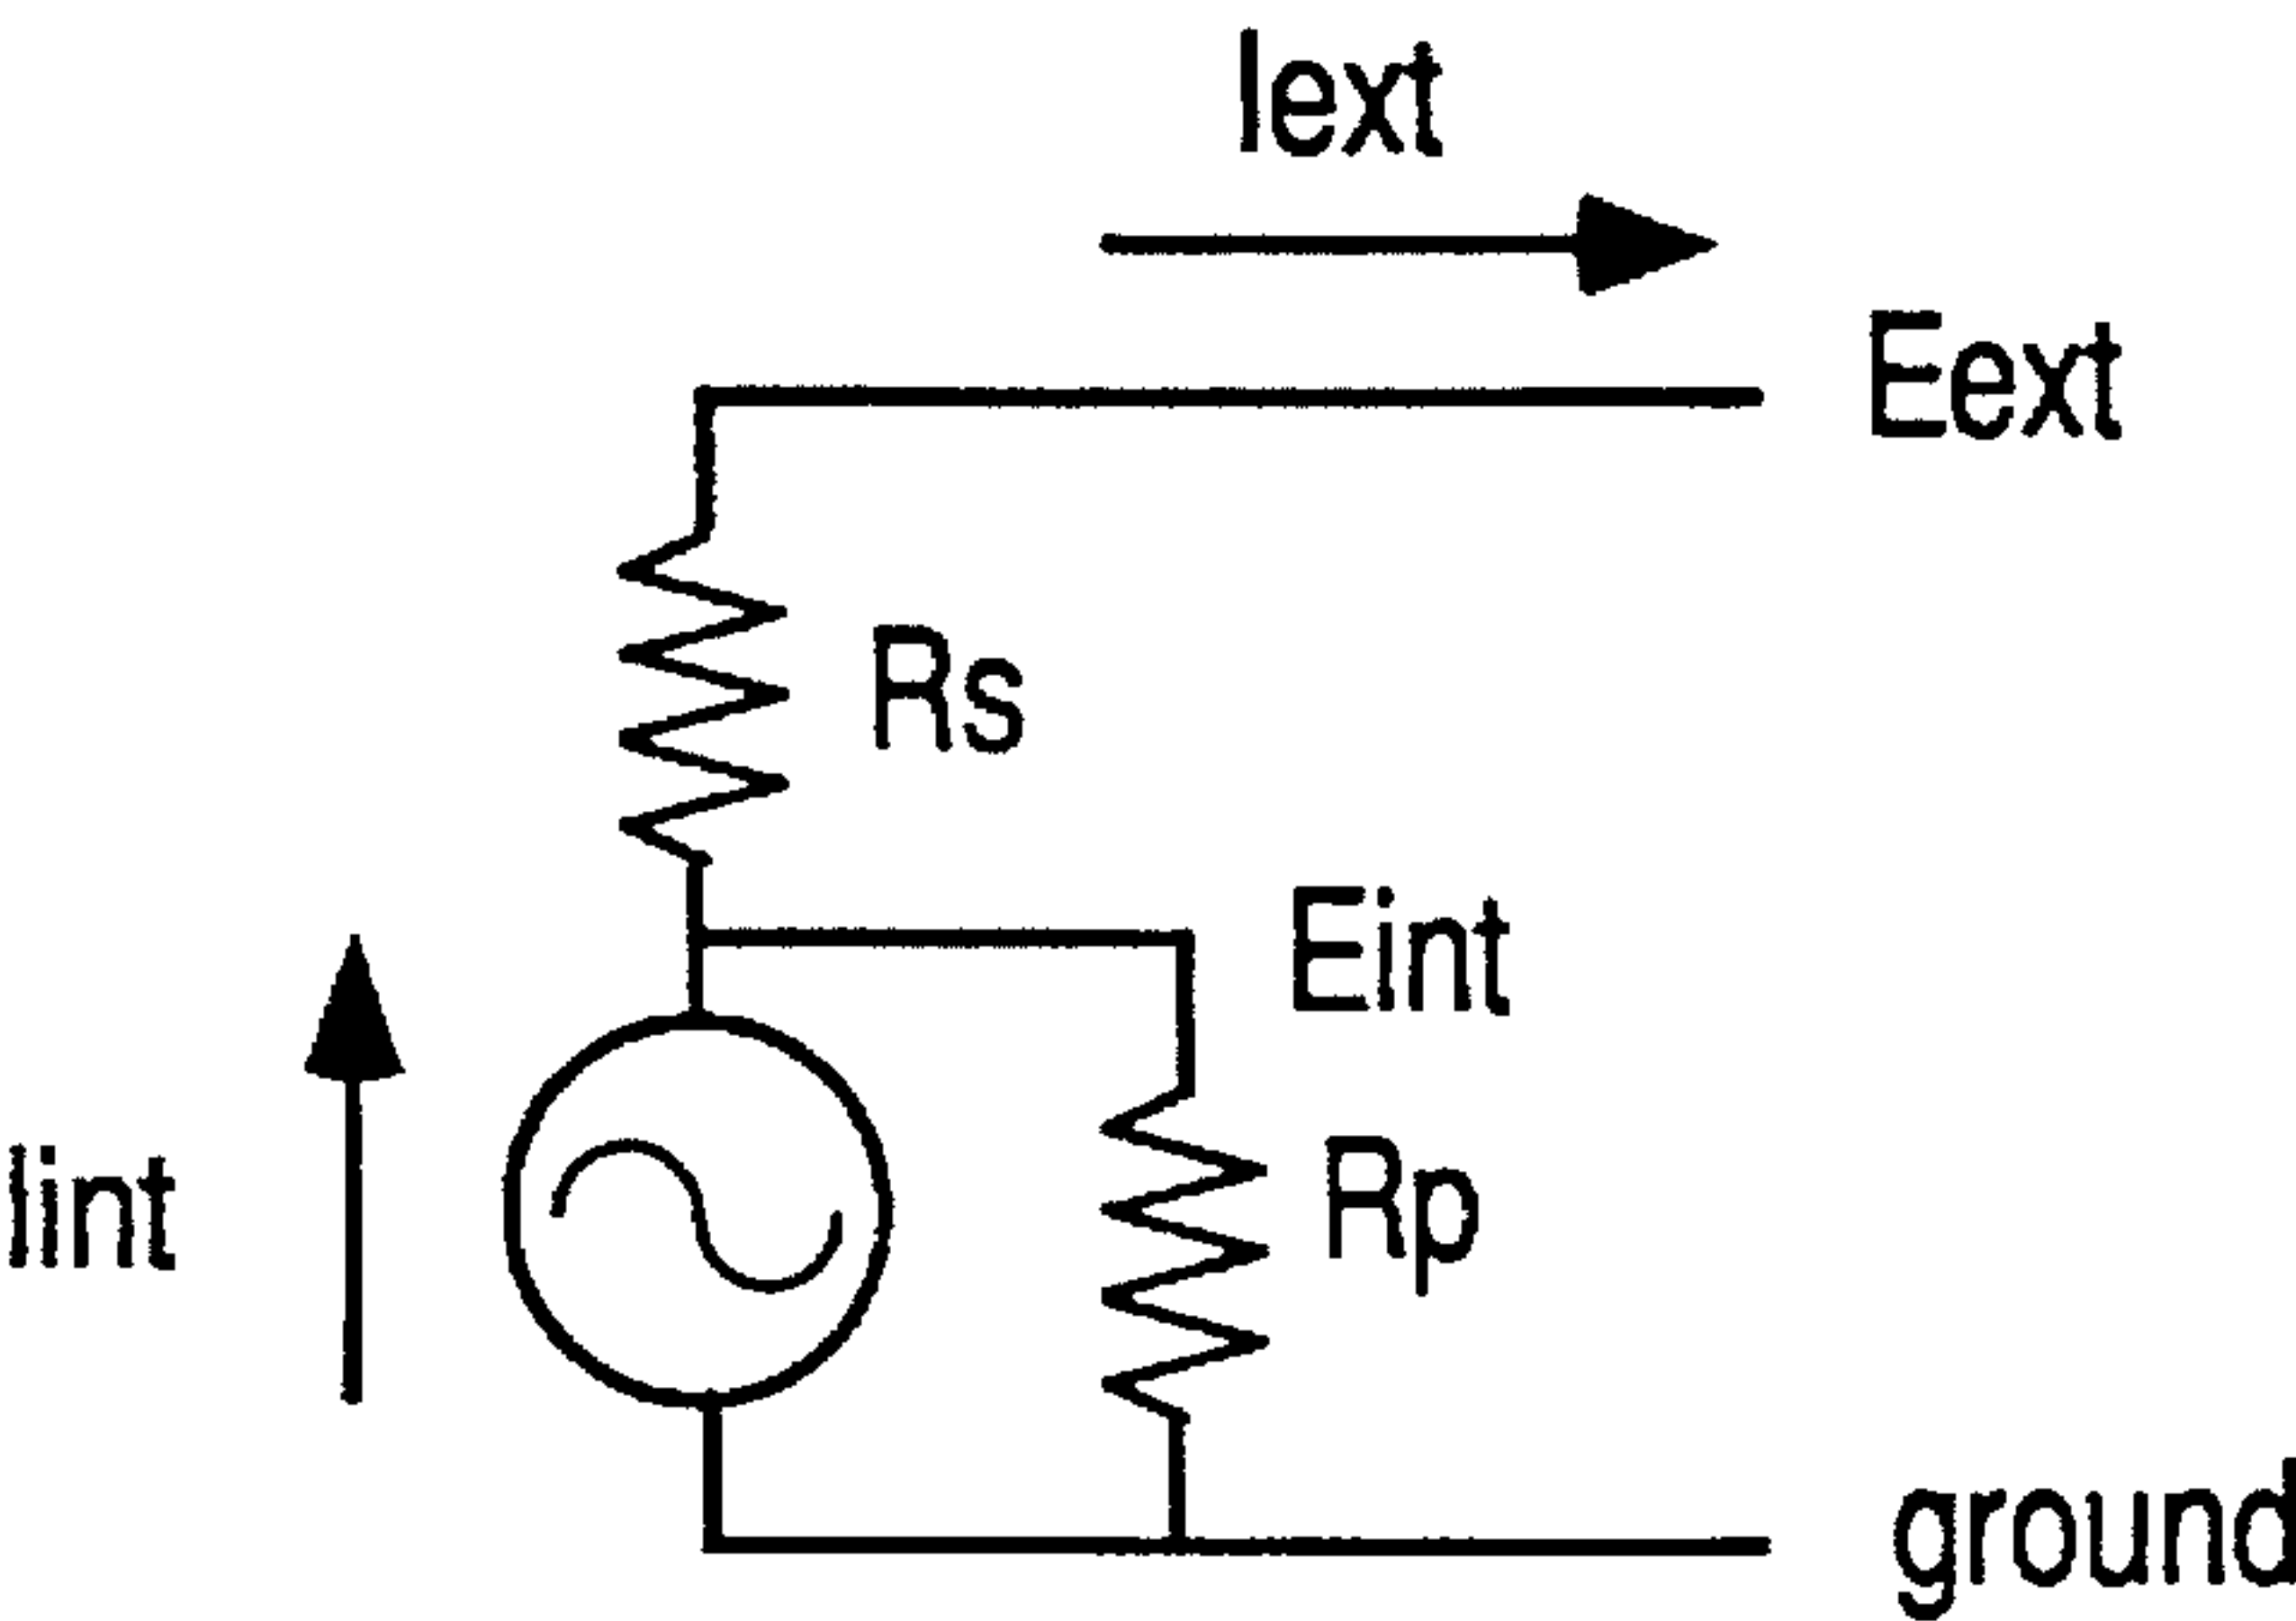 Iext
Eext
Rs
Eint
Iint
Rp
ground